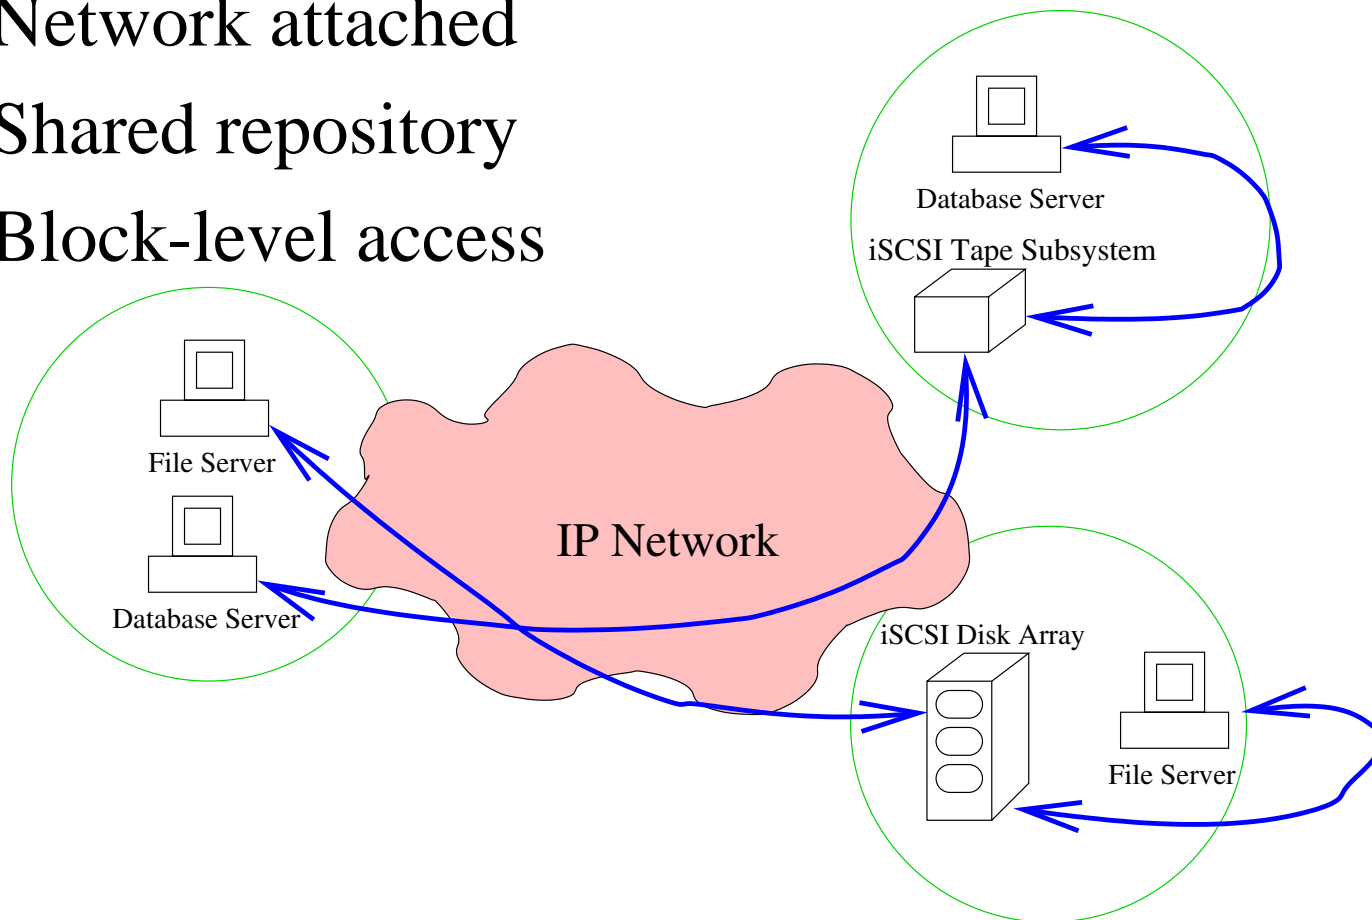 Network attached
Shared repository
Block-level access
Database Server
iSCSI Tape Subsystem
File Server
Database Server
IP Network
iSCSI Disk Array
File Server